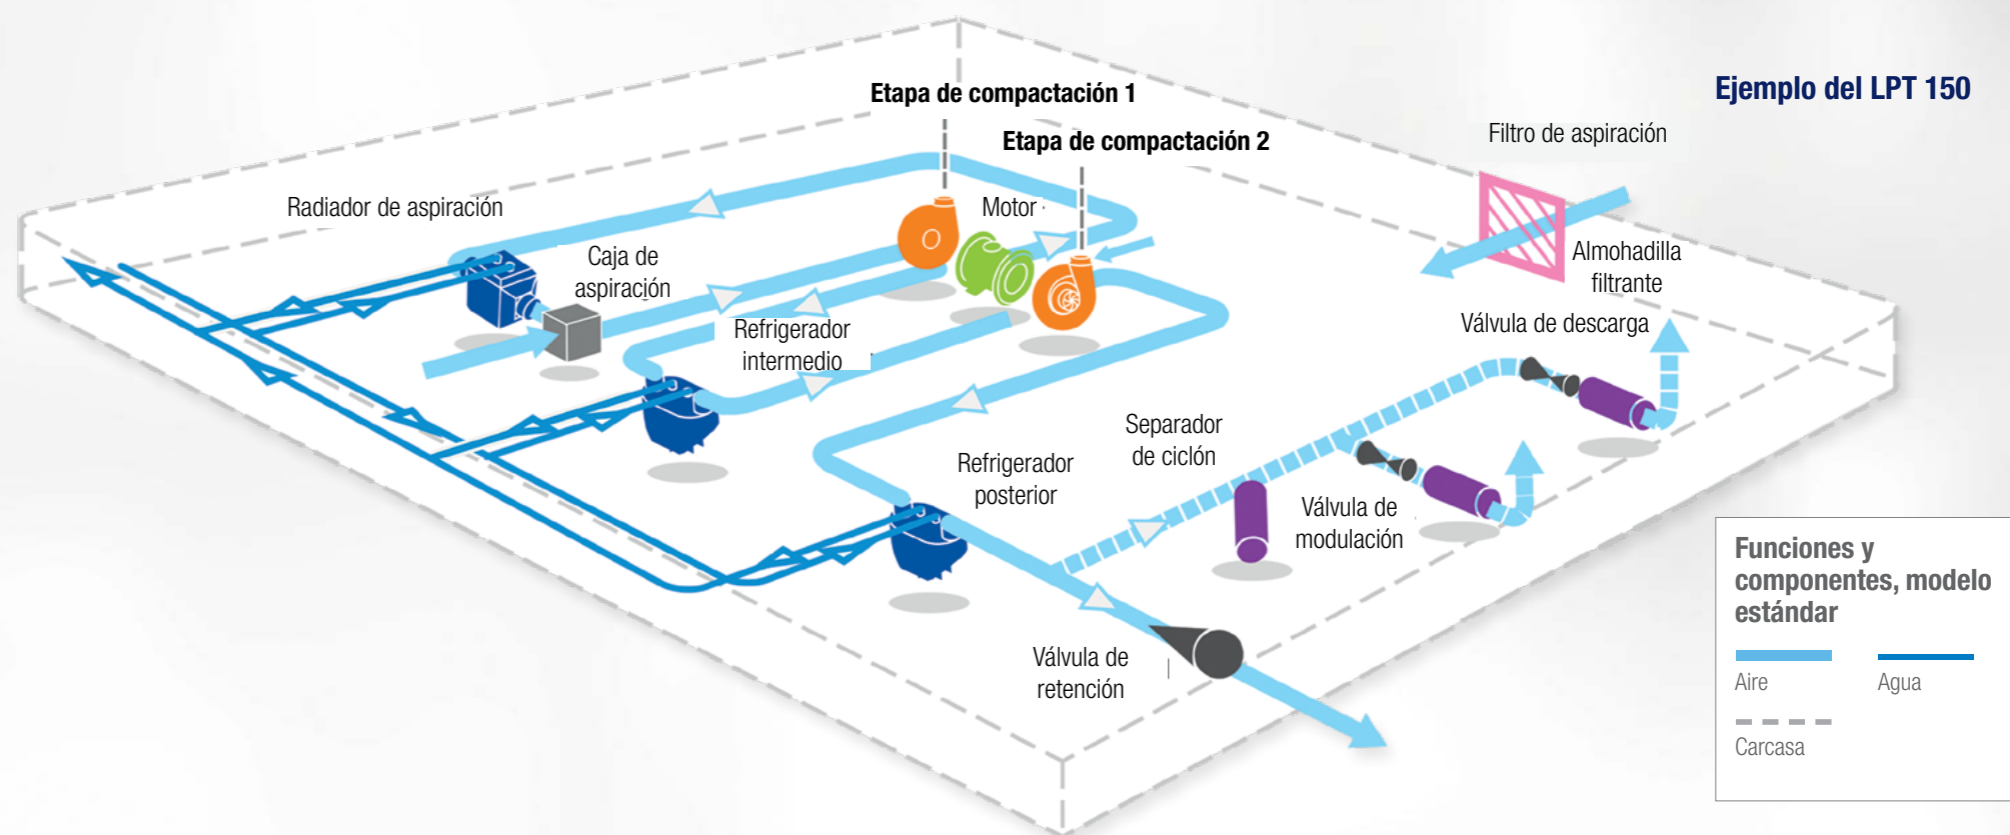 Ejemplo del LPT 150
Etapa de compactación 1
Etapa de compactación 2
Filtro de aspiración
Radiador de aspiración
Motor
Caja de
aspiración
Almohadilla
filtrante
Refrigerador
intermedio
Válvula de descarga
Separador
de ciclón
Refrigerador
posterior
Válvula de
modulación
Válvula de
retención
Funciones y
componentes, modelo
estándar
Aire
Agua
Carcasa